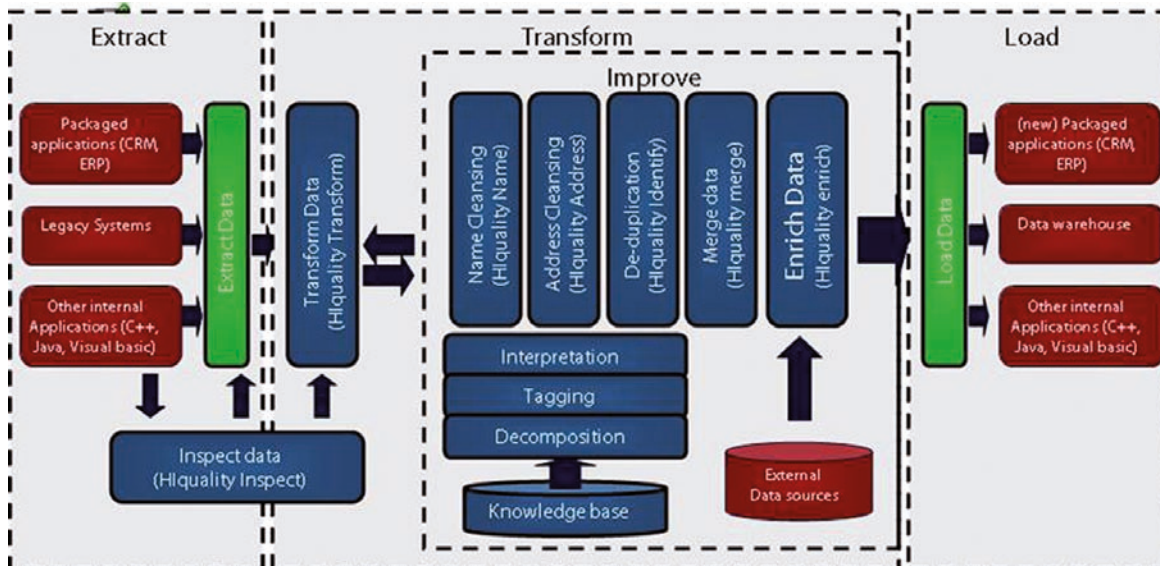 Extract
Packaged
applications (CRM,
ERP)
Legacy Systems
Other internal
Applications (C++,
Java, Visual basic)
Extract Data
Inspect data
(HIquality Inspect)
Transform
Transform Data
(HIquality Transform)
Improve
Name Cleansing
(HIquality Name)
Address Cleansing
(HIquality Address)
De-duplication
(HIquality Identify)
Merge data
(HIquality merge)
Enrich Data
(HIquality enrich)
Interpretation
Tagging
Decomposition
Knowledge base
External
Data sources
Load
Load Data
(new) Packaged
applications (CRM,
ERP)
Data warehouse
Other internal
Applications (C++,
Java, Visual basic)